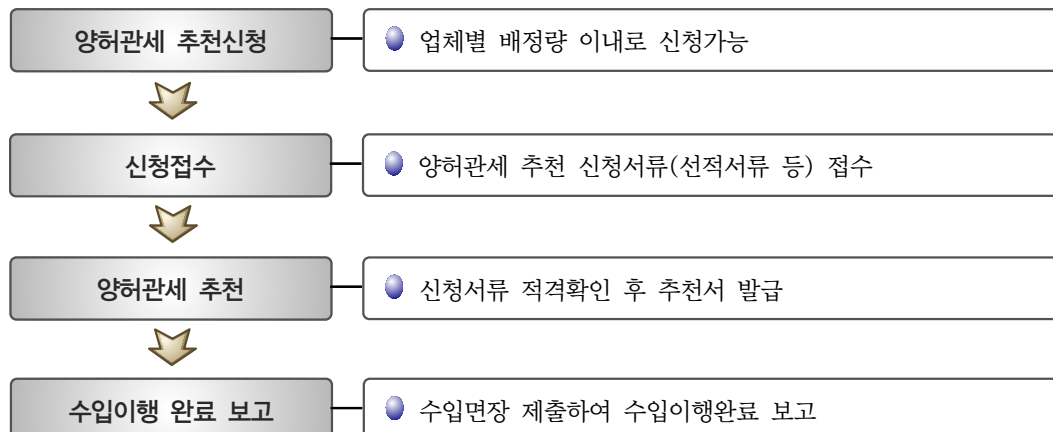 양허관세 추천신청
업체별 배정량 이내로 신청가능
신청접수
양허관세 추천 신청서류(선적서류 등) 접수
양허관세 추천
신청서류 적격확인 후 추천서 발급
수입이행 완료 보고
수입면장 제출하여 수입이행완료 보고